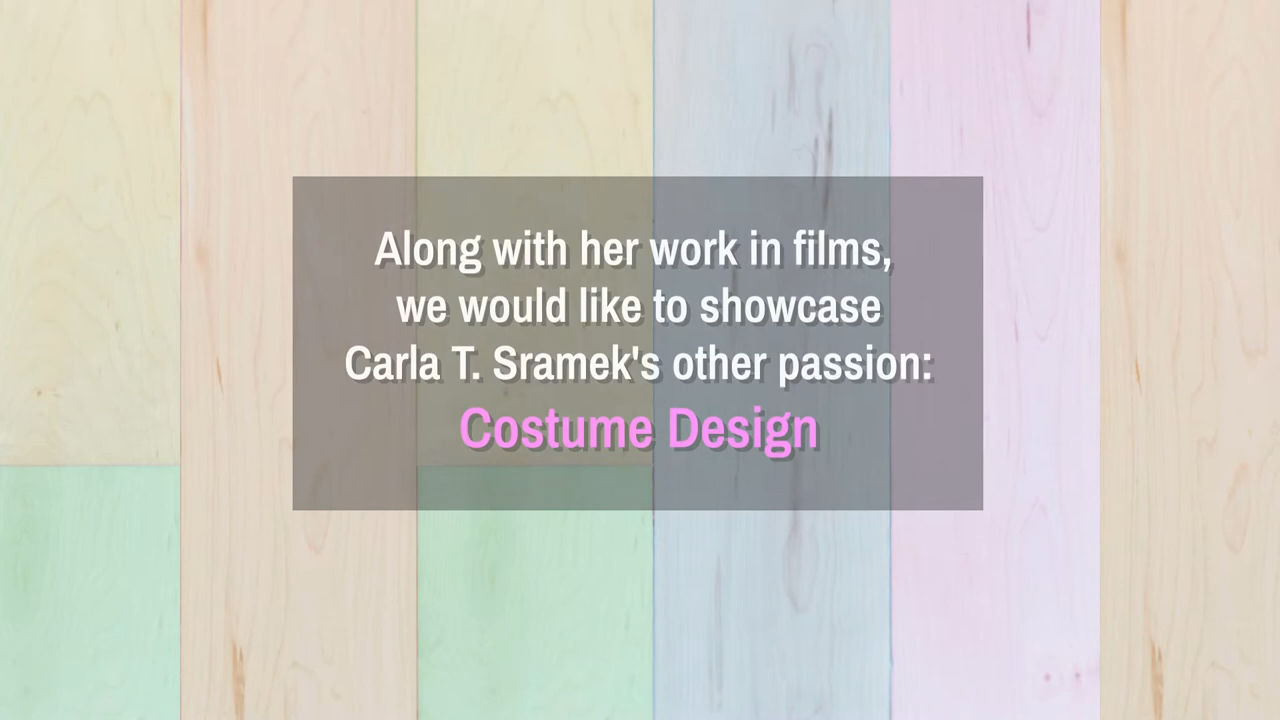 Along with her work in films,
we would like to showcase
Carla T. Sramek's other passion:
Costume Design